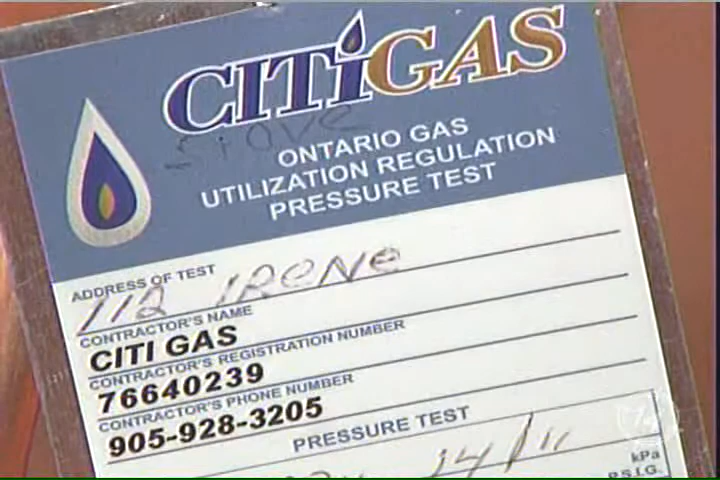 CITIGAS
Stove
ONTARIO GAS
UTILIZATION REGULATION
PRESSURE TEST
ADDRESS OF TEST
112 IRENE
CONTRACTOR'S NAME
CITI GAS
CONTRACTOR'S REGISTRATION NUMBER
76640239
CONTRACTOR'S PHONE NUMBER
905-928-3205
PRESSURE TEST
kPa
P.S.I.G.